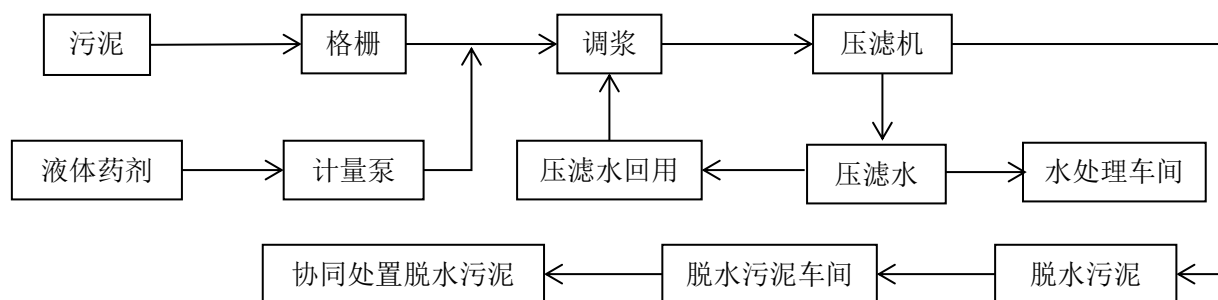 污泥
格栅
调浆
压滤机
液体药剂
计量泵
压滤水回用
压滤水
水处理车间
协同处置脱水污泥
脱水污泥车间
脱水污泥